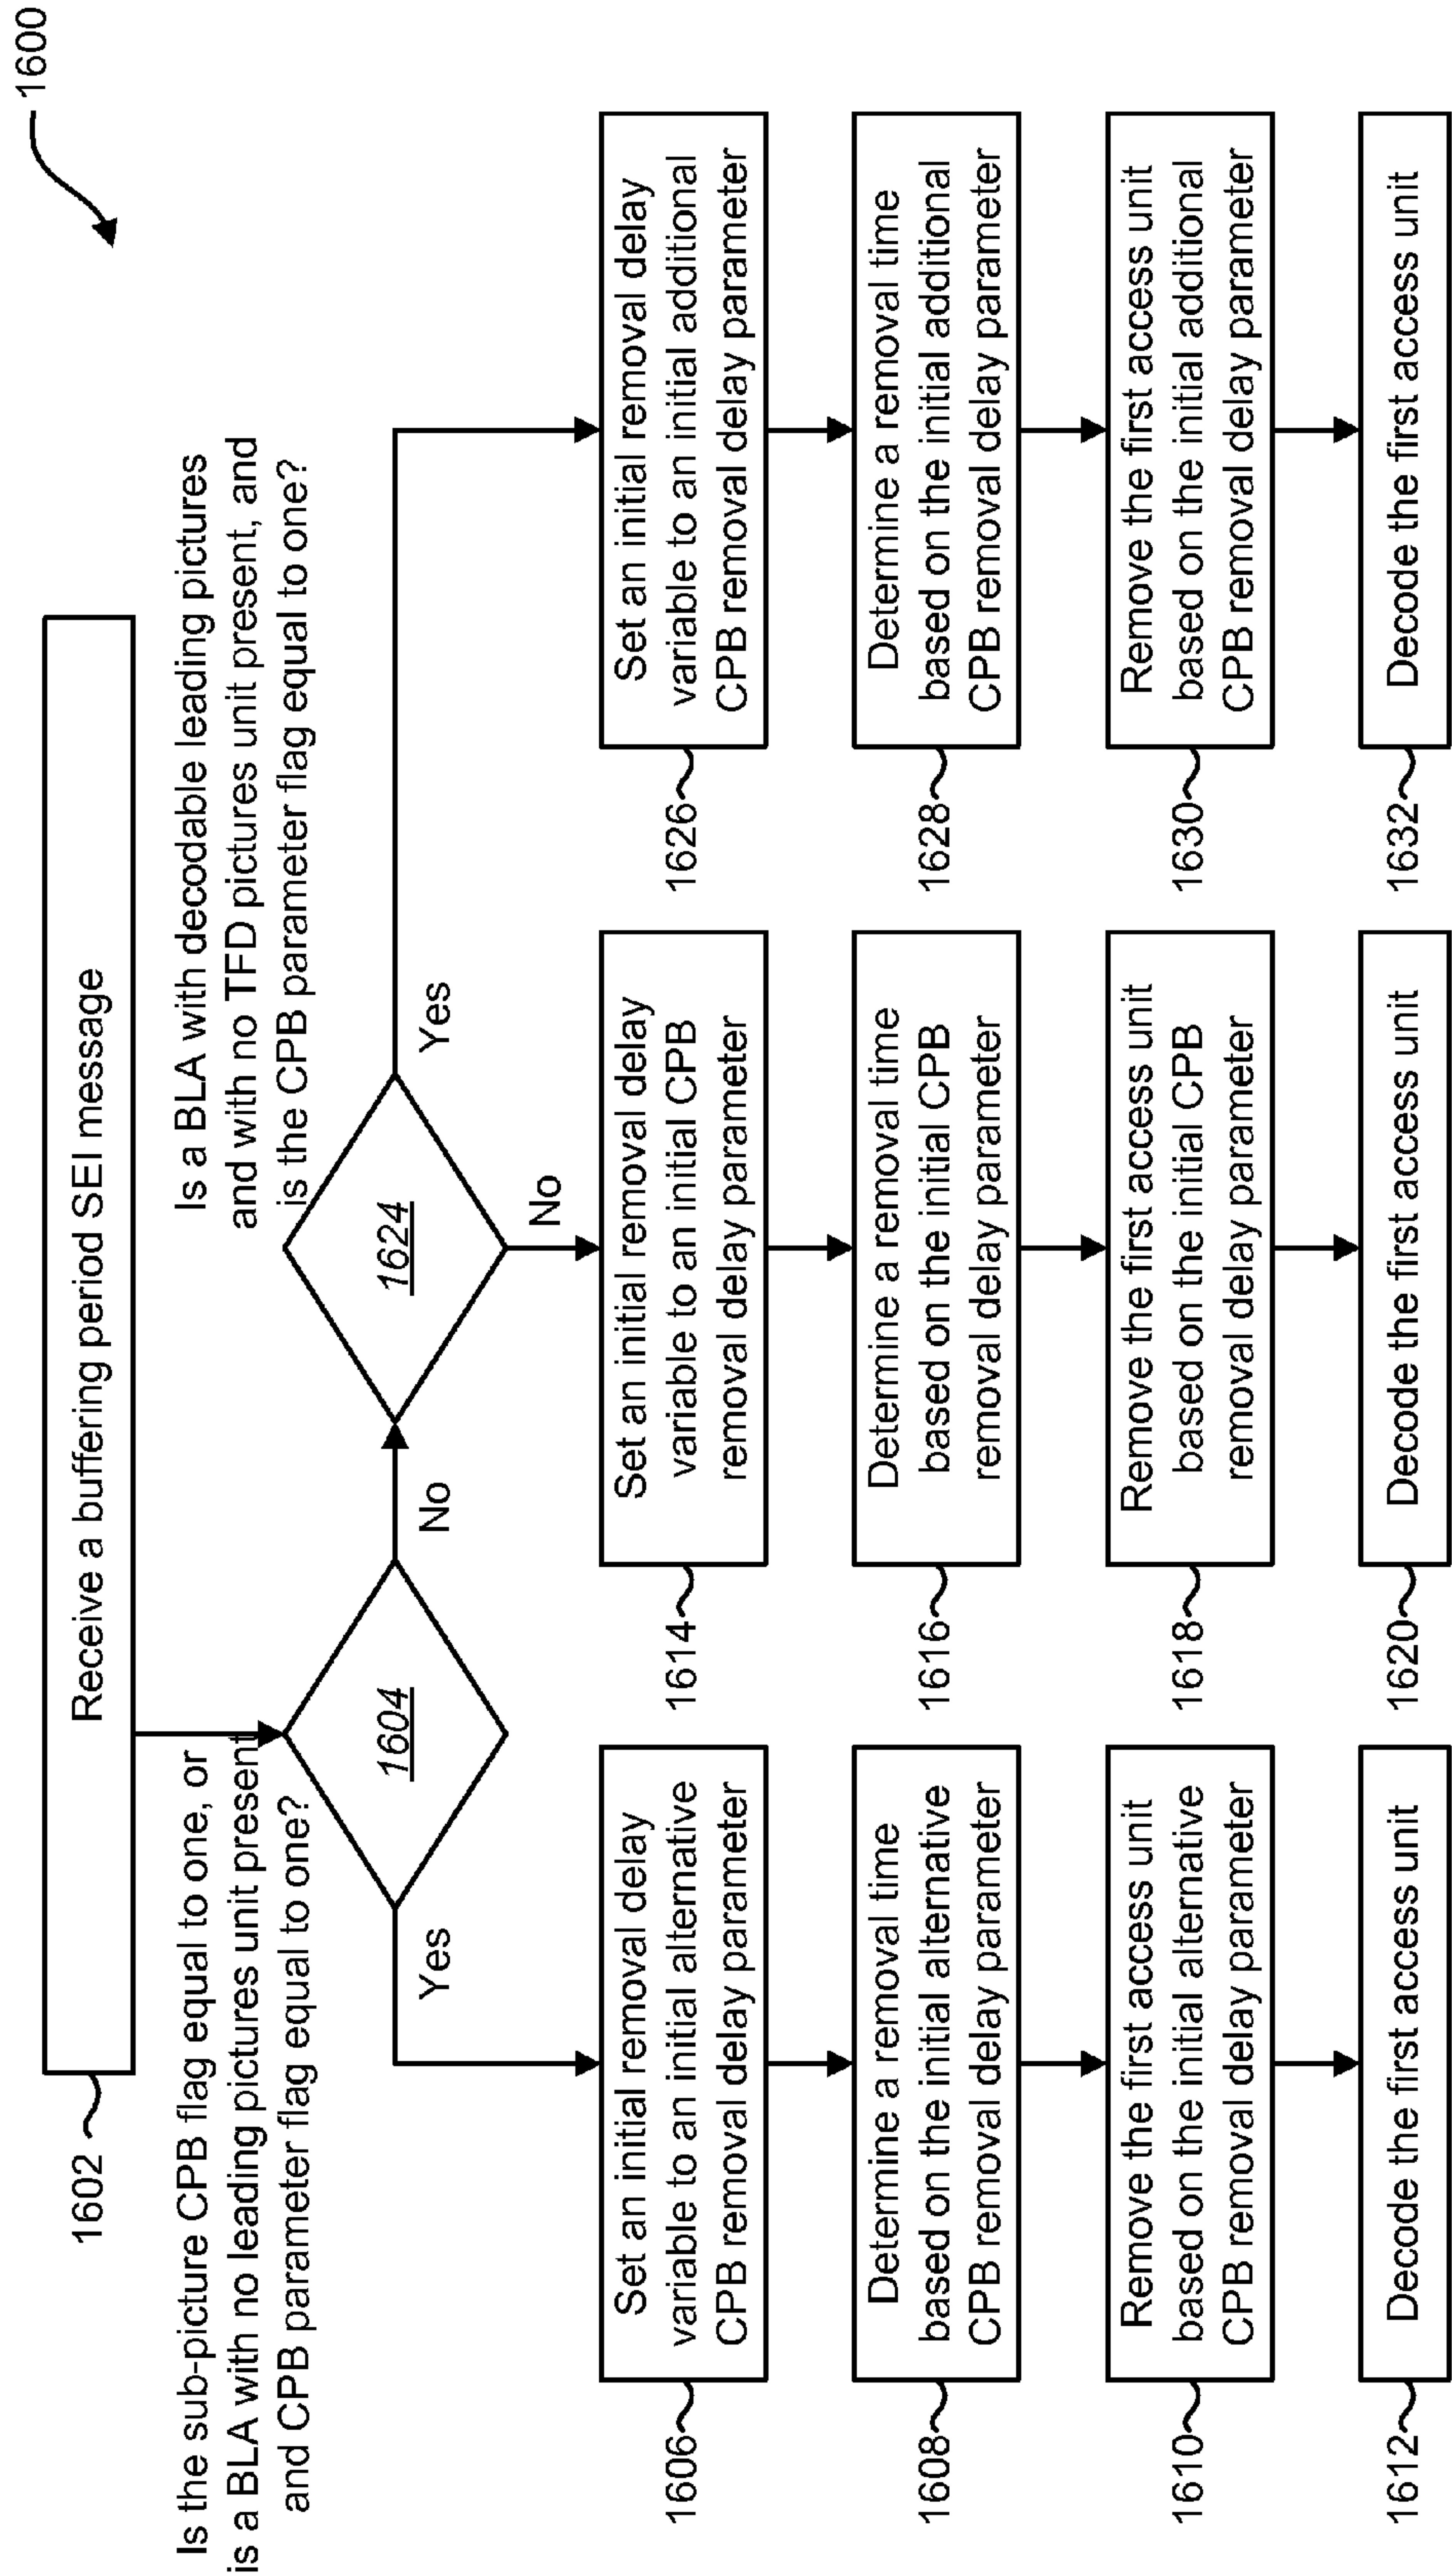 1600
Receive a buffering period SEI message
1602
Is the sub-picture CPB flag equal to one, or
is a BLA with no leading pictures unit present
and CPB parameter flag equal to one?
Is a BLA with decodable leading pictures
and with no TFD pictures unit present, and
is the CPB parameter flag equal to one?
1604
1624
Yes
No
No
Yes
Set an initial removal delay
variable to an initial alternative
CPB removal delay parameter
1606
Determine a removal time
based on the initial alternative
CPB removal delay parameter
1608
Remove the first access unit
based on the initial alternative
CPB removal delay parameter
1610
Decode the first access unit
1612
Set an initial removal delay
variable to an initial CPB
removal delay parameter
1614
Determine a removal time
based on the initial CPB
removal delay parameter
1616
Remove the first access unit
based on the initial CPB
removal delay parameter
1618
Decode the first access unit
1620
Set an initial removal delay
variable to an initial additional
CPB removal delay parameter
1626
Determine a removal time
based on the initial additional
CPB removal delay parameter
1628
Remove the first access unit
based on the initial additional
CPB removal delay parameter
1630
Decode the first access unit
1632